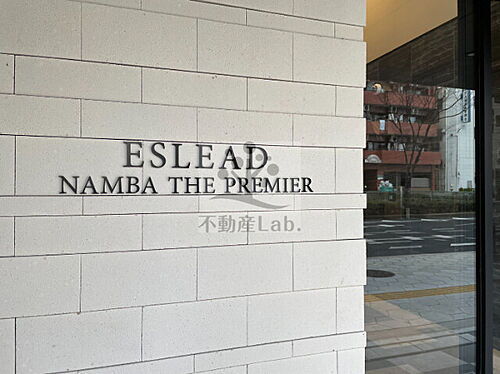 ESLEAD
NAMBA THE PREMIER
不動産Lab.